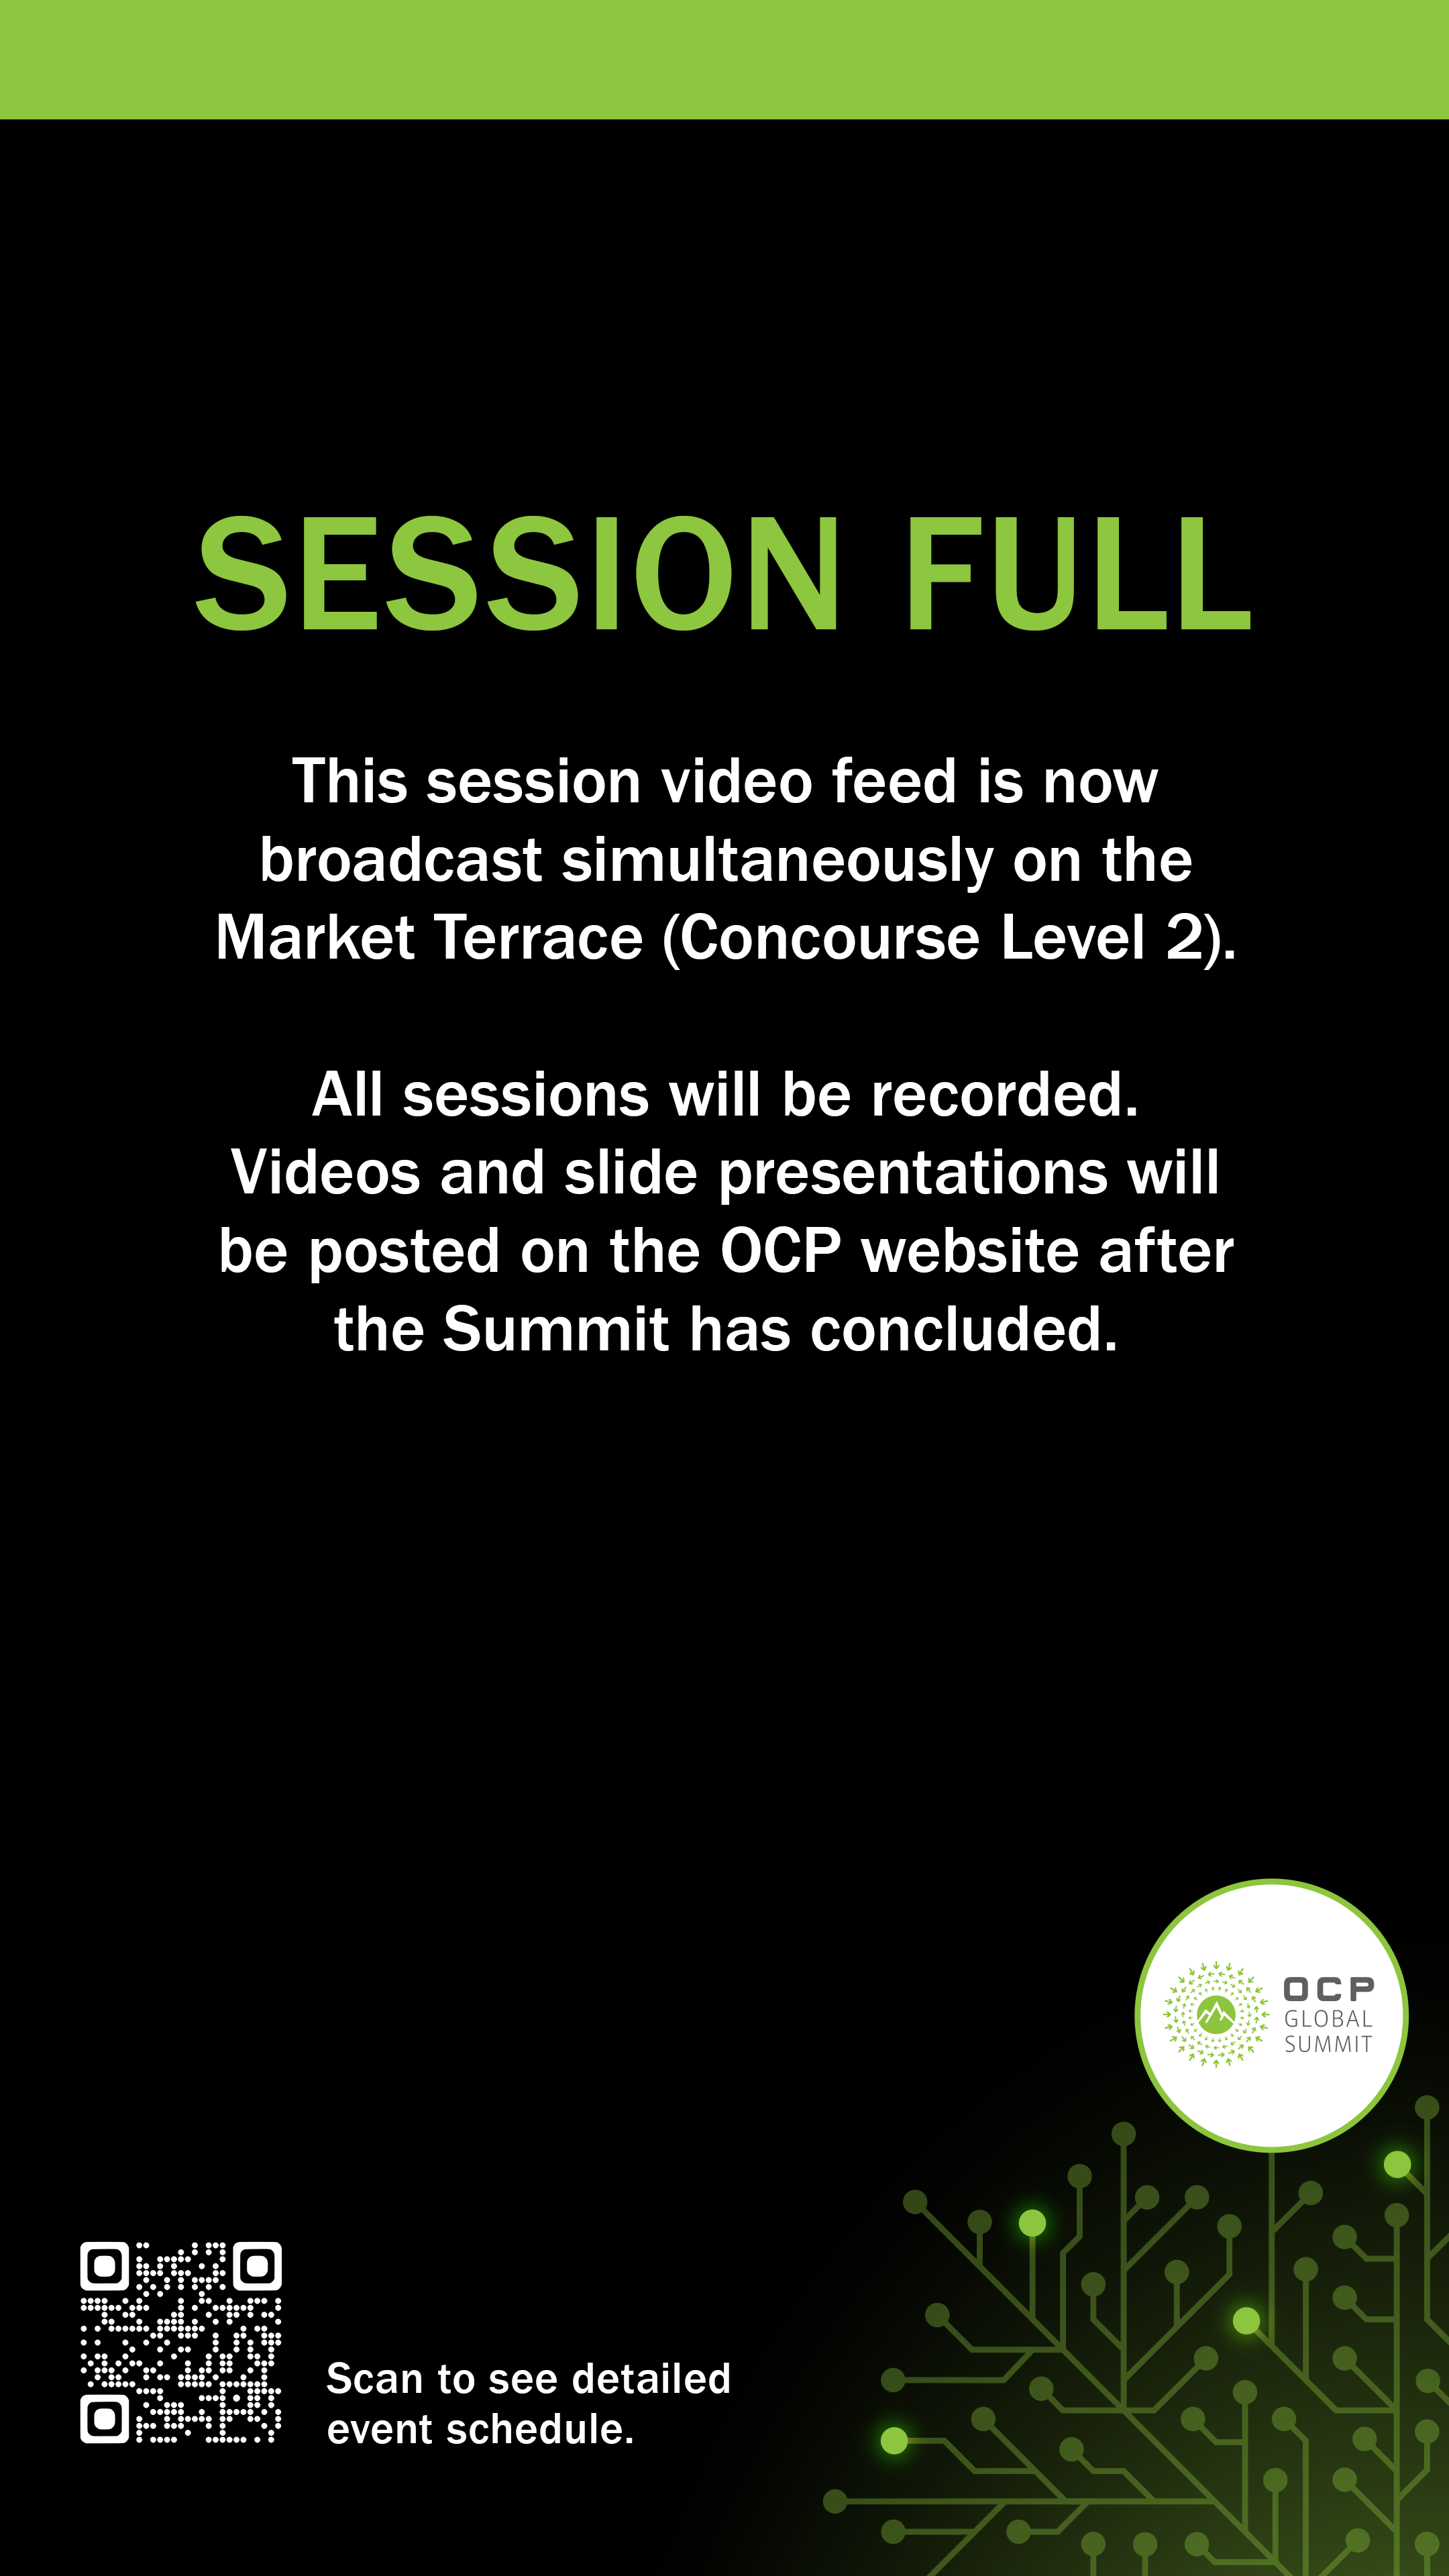 SESSION FULL
This session video feed is now
broadcast simultaneously on the
Market Terrace (Concourse Level 2).
All sessions will be recorded.
Videos and slide presentations will
be posted on the OCP website after
the Summit has concluded.
OCP
GLOBAL
SUMMIT
Scan to see detailed
event schedule.